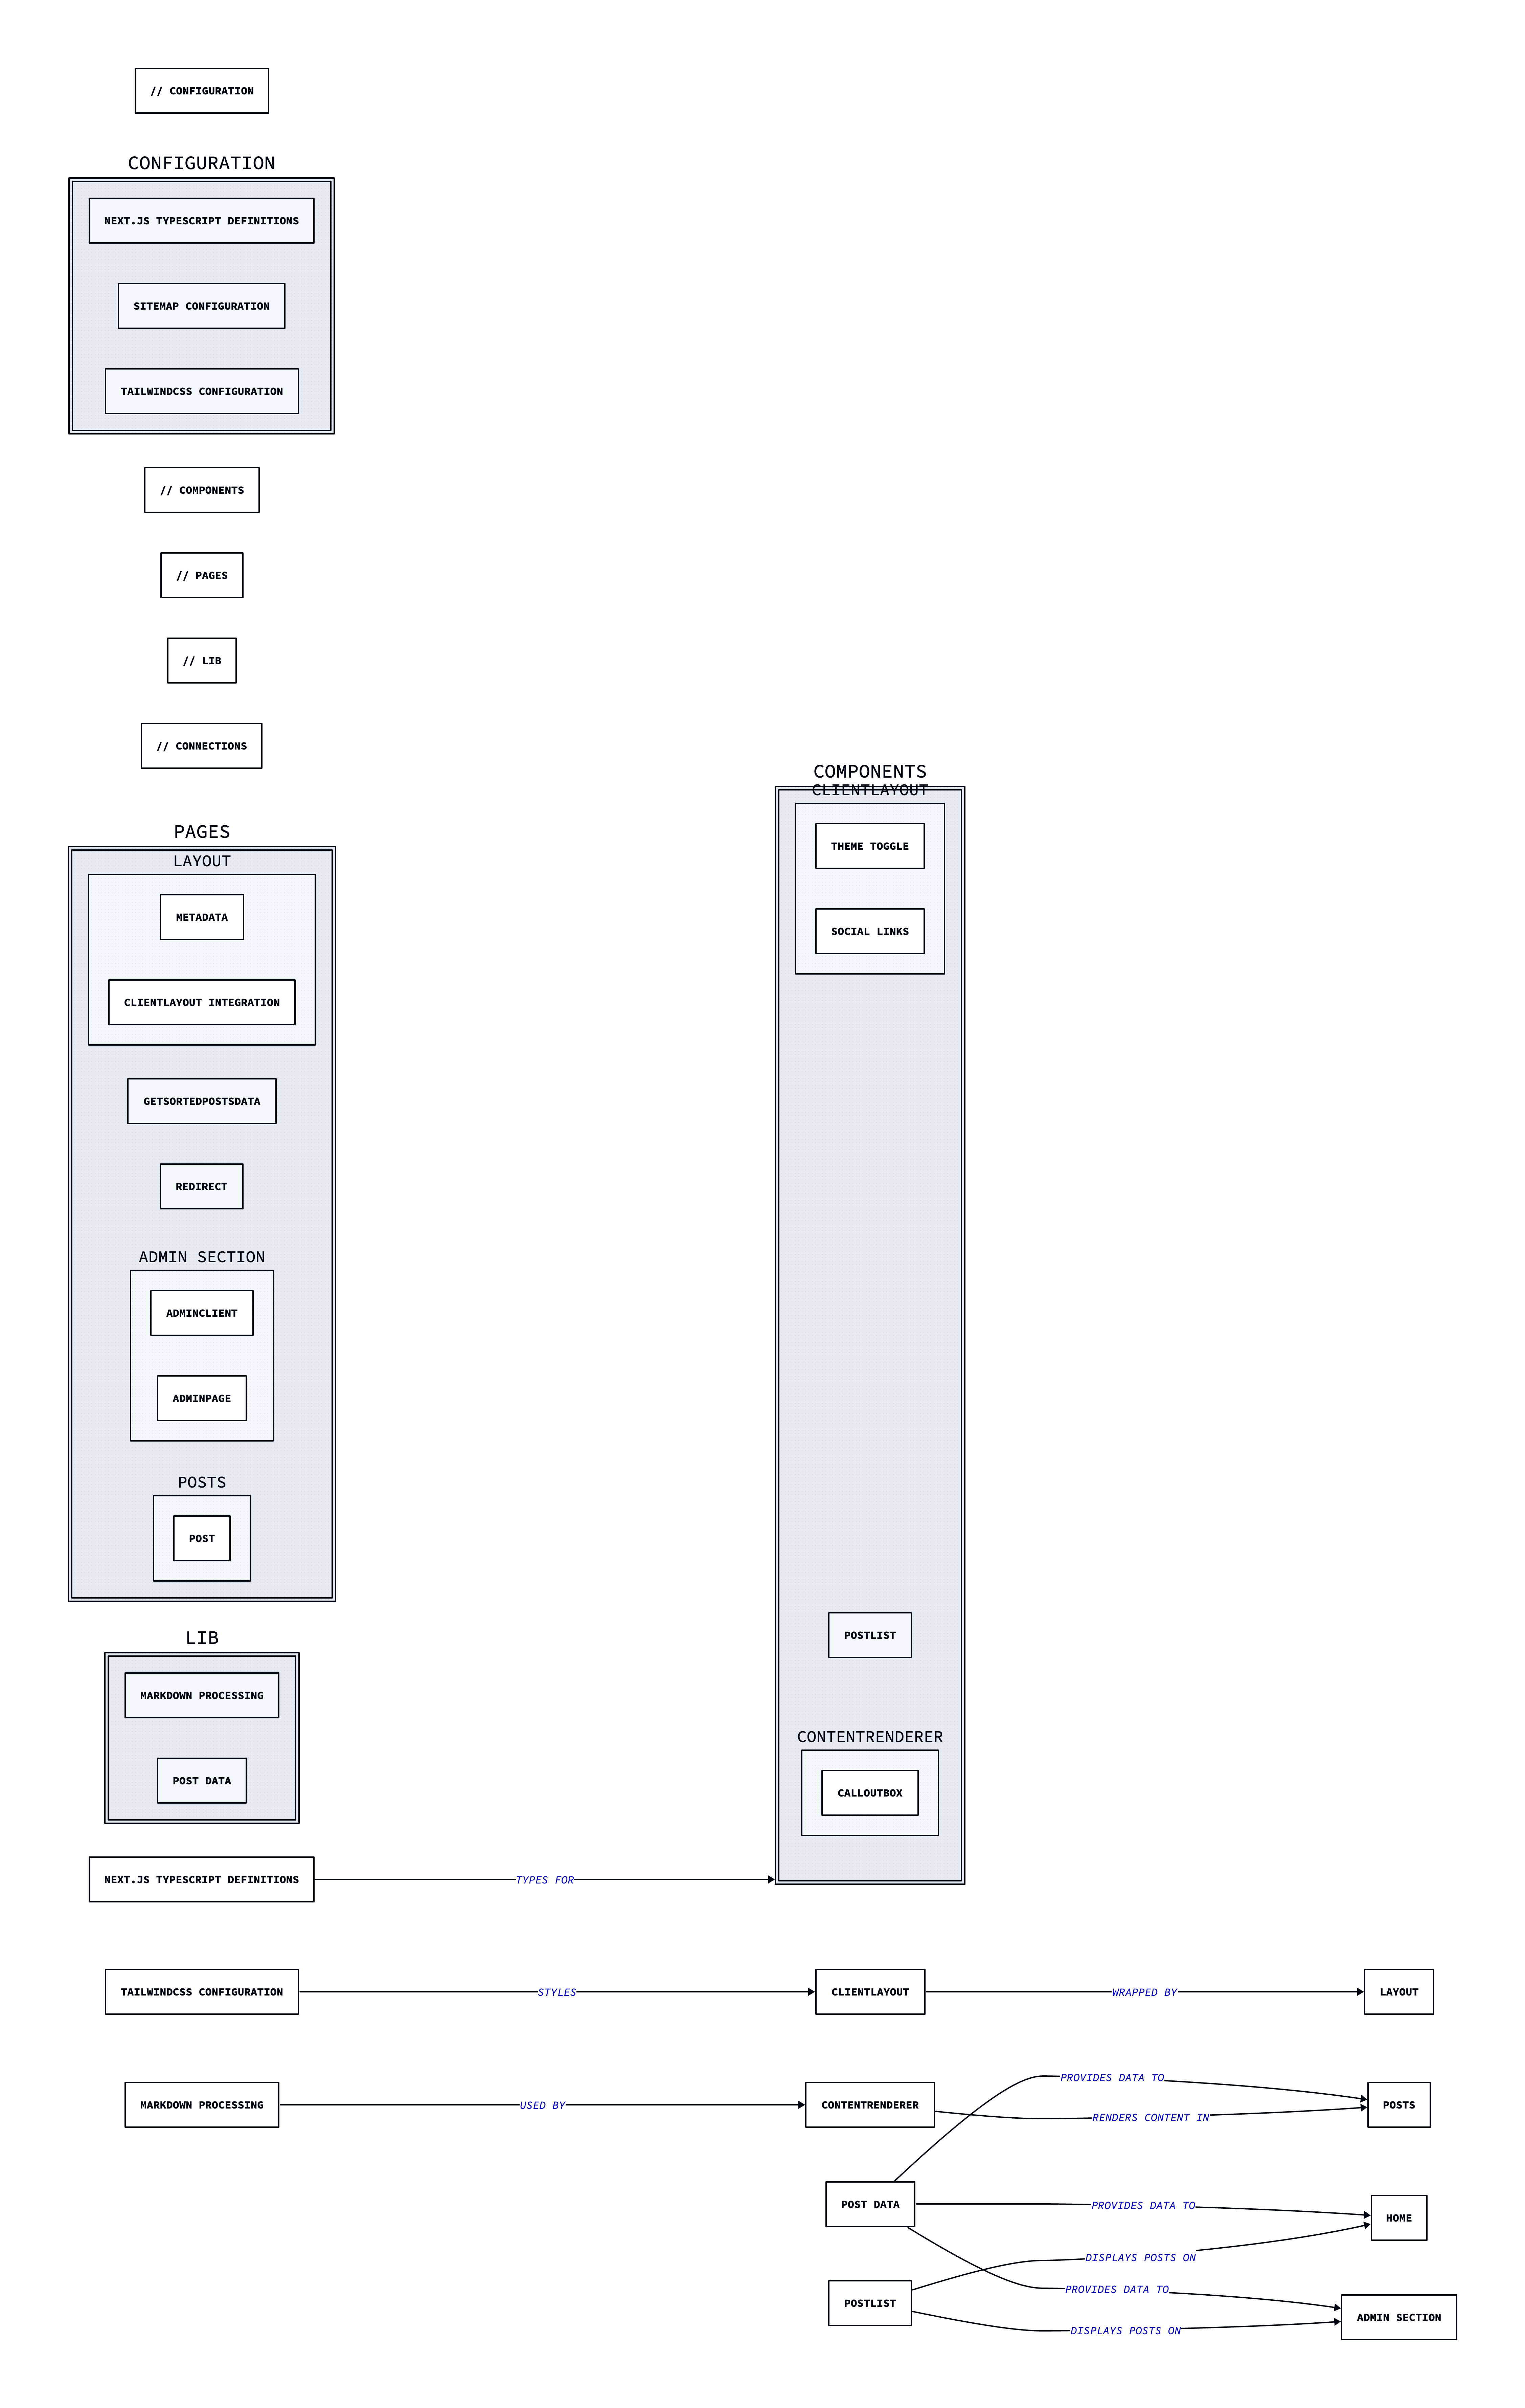 // CONFIGURATION
CONFIGURATION
NEXT.JS TYPESCRIPT DEFINITIONS
SITEMAP CONFIGURATION
TAILWINDCSS CONFIGURATION
// COMPONENTS
// PAGES
// LIB
// CONNECTIONS
PAGES
LAYOUT
METADATA
CLIENTLAYOUT INTEGRATION
GETSORTEDPOSTSDATA
REDIRECT
ADMIN SECTION
ADMINCLIENT
ADMINPAGE
POSTS
POST
LIB
MARKDOWN PROCESSING
POST DATA
COMPONENTS
CLIENTLAYOUT
THEME TOGGLE
SOCIAL LINKS
POSTLIST
CONTENTRENDERER
CALLOUTBOX
NEXT.JS TYPESCRIPT DEFINITIONS
TYPES FOR
TAILWINDCSS CONFIGURATION
STYLES
CLIENTLAYOUT
WRAPPED BY
LAYOUT
MARKDOWN PROCESSING
USED BY
CONTENTRENDERER
PROVIDES DATA TO
RENDERS CONTENT IN
POSTS
POST DATA
PROVIDES DATA TO
HOME
DISPLAYS POSTS ON
PROVIDES DATA TO
POSTLIST
DISPLAYS POSTS ON
ADMIN SECTION